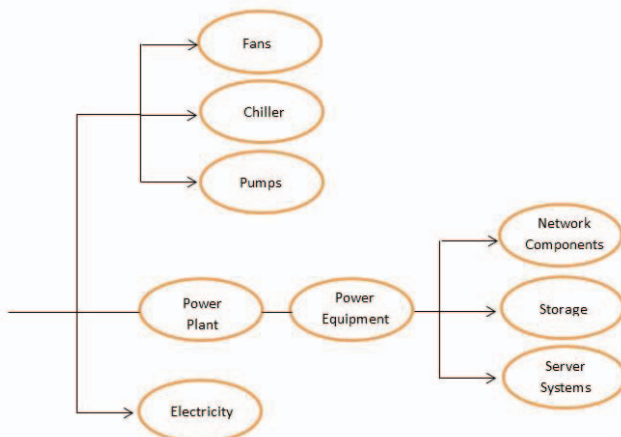 Fans
Chiller
Pumps
Power
Plant
Power
Equipment
Network
Components
Storage
Server
Systems
Electricity